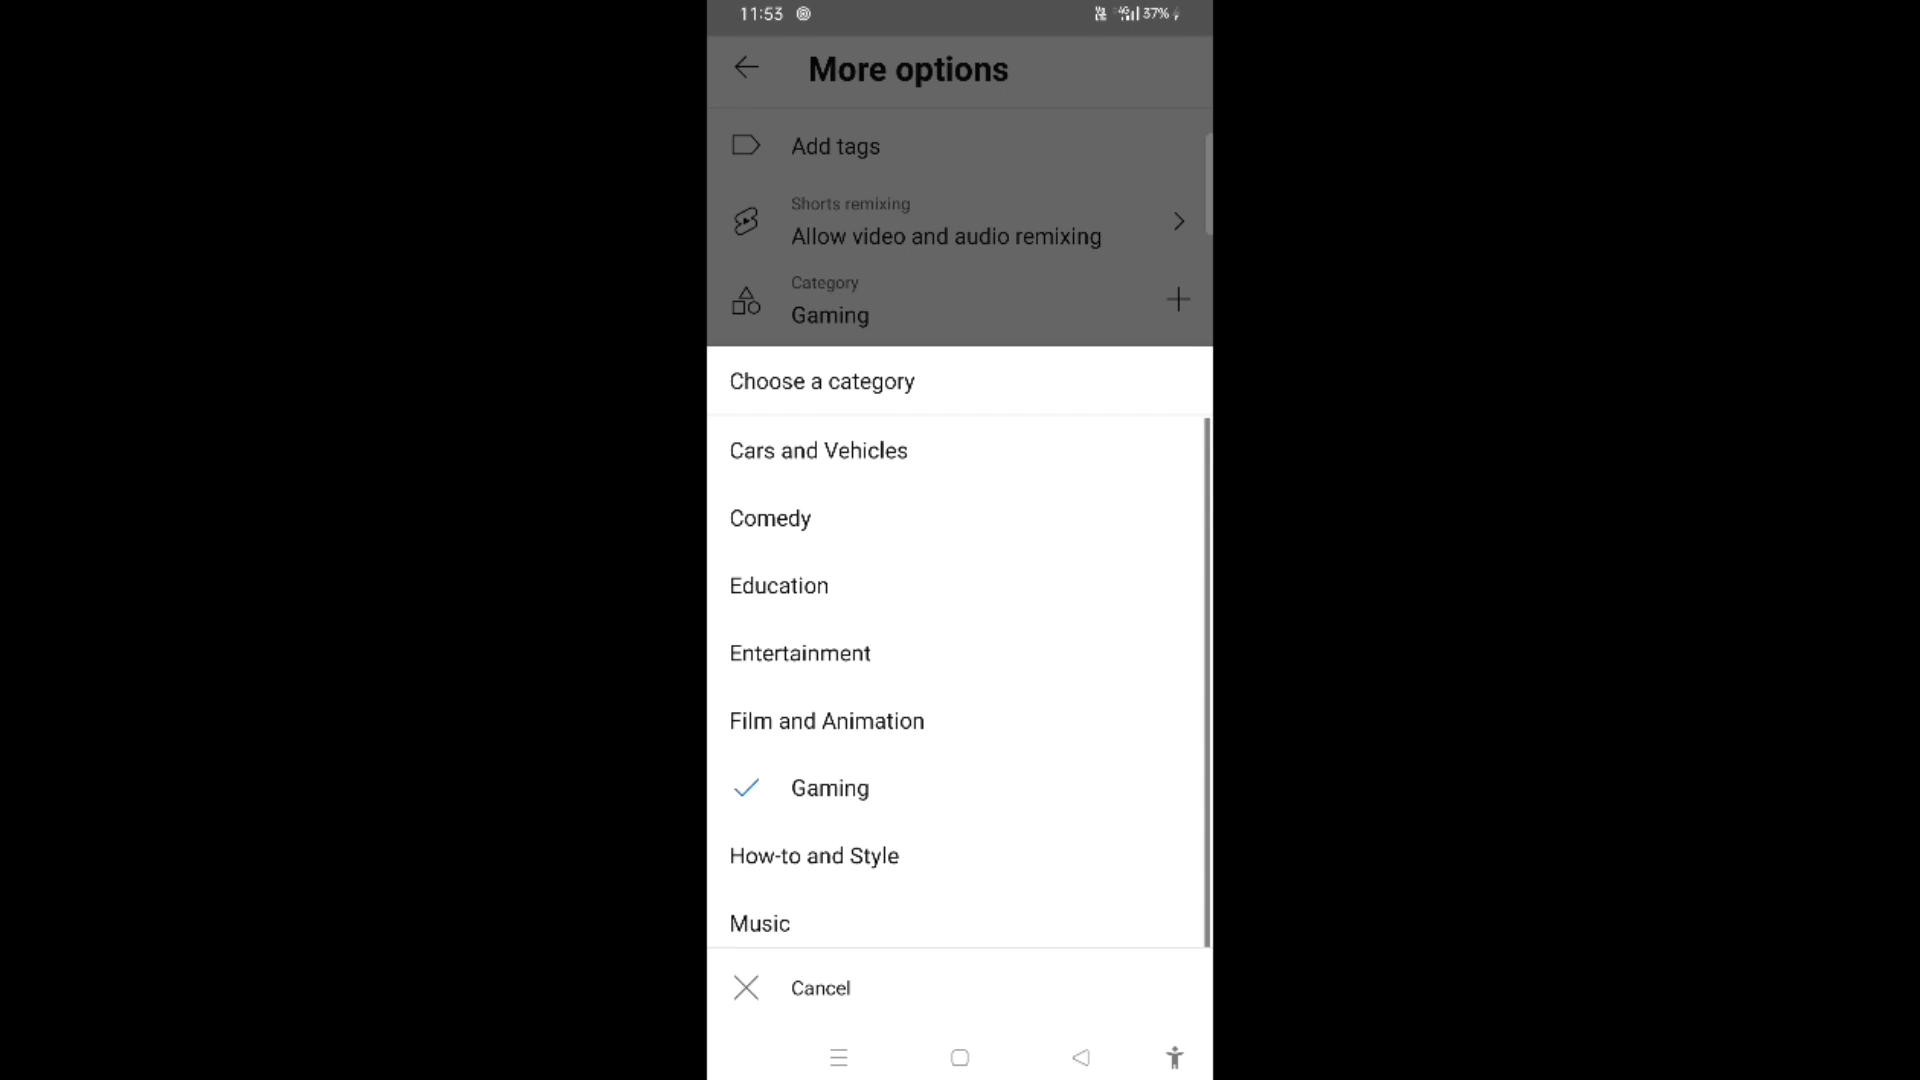 11:53 37%
More options
Add tags
Shorts remixing
Allow video and audio remixing
Category
Gaming
Choose a category
Cars and Vehicles
Comedy
Education
Entertainment
Film and Animation
Gaming
How-to and Style
Music
Cancel